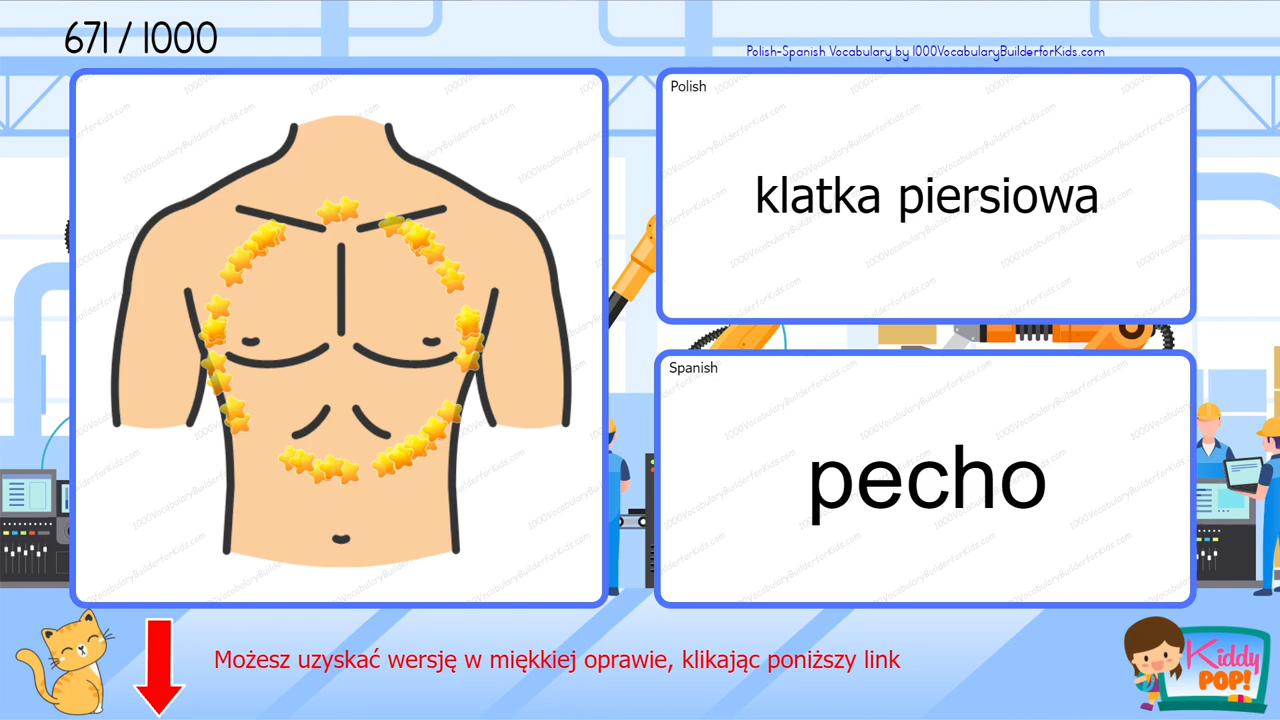 671 / 1000
Polish-Spanish Vocabulary by 1000VocabularyBuilderforKids.com
Polish
klatka piersiowa
Spanish
pecho
Możesz uzyskać wersję w miękkiej oprawie, klikając poniższy link
Kiddy
POP!